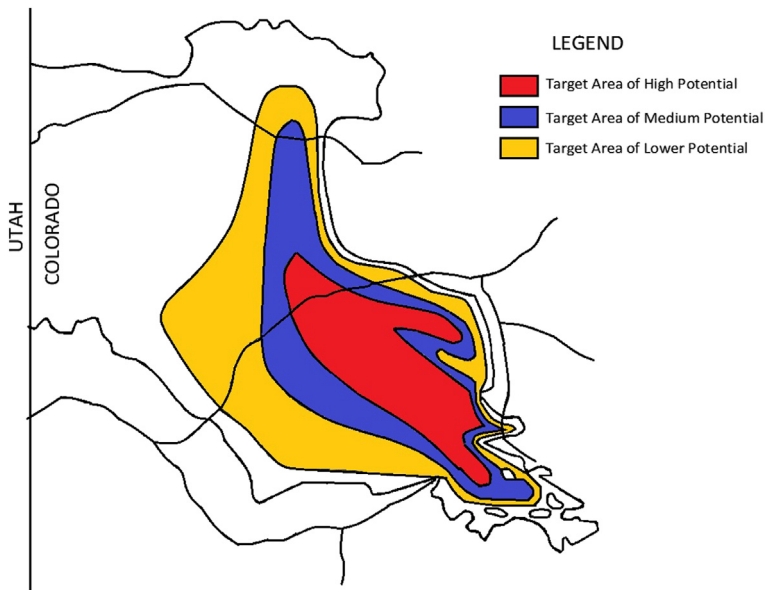 LEGEND
Target Area of High Potential
Target Area of Medium Potential
Target Area of Lower Potential
UTAH
COLORADO